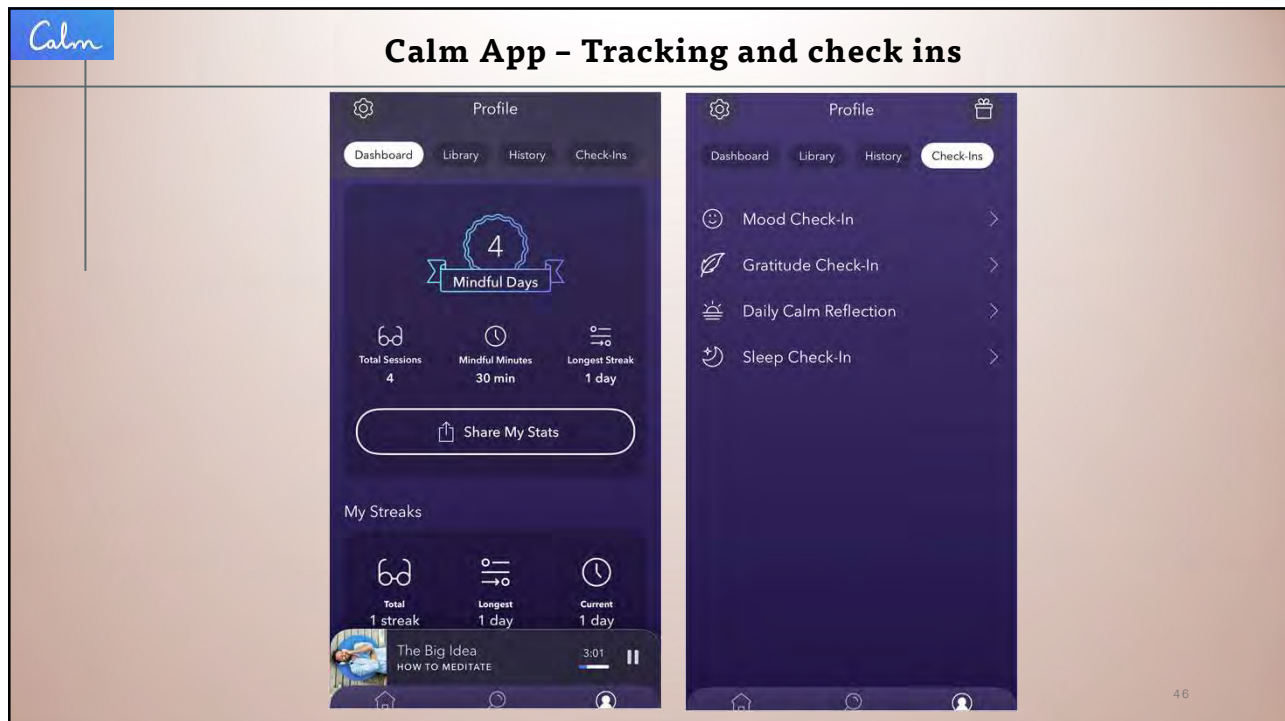 Calm
Calm App – Tracking and check ins
Profile
Dashboard Library History Check-Ins
4
Mindful Days
Total Sessions Mindful Minutes Longest Streak
4 30 min 1 day
Share My Stats
My Streaks
Total Longest Current
1 streak 1 day 1 day
The Big Idea
HOW TO MEDITATE
3:01
Profile
Dashboard Library History Check-Ins
Mood Check-In
Gratitude Check-In
Daily Calm Reflection
Sleep Check-In
46